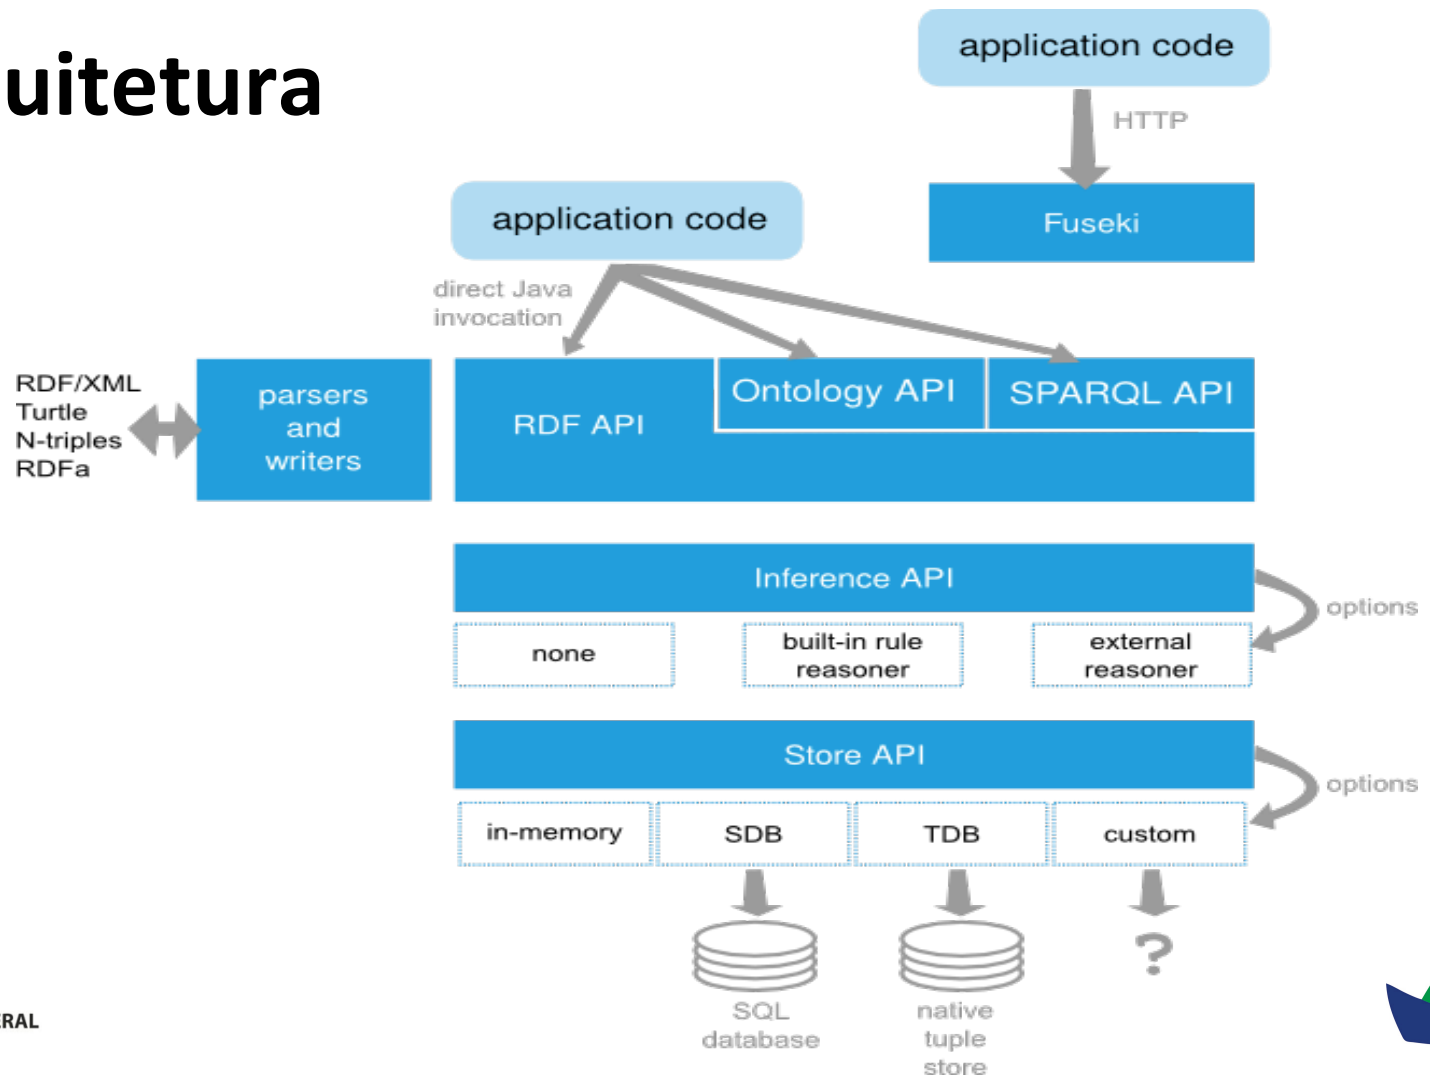 uitetura
application code
HTTP
Fuseki
application code
direct Java
invocation
RDF/XML
Turtle
N-triples
RDFa
parsers
and
writers
RDF API
Ontology API
SPARQL API
Inference API
options
none
built-in rule
reasoner
external
reasoner
Store API
options
in-memory
SDB
TDB
custom
?
SQL
database
native
tuple
store
ERAL